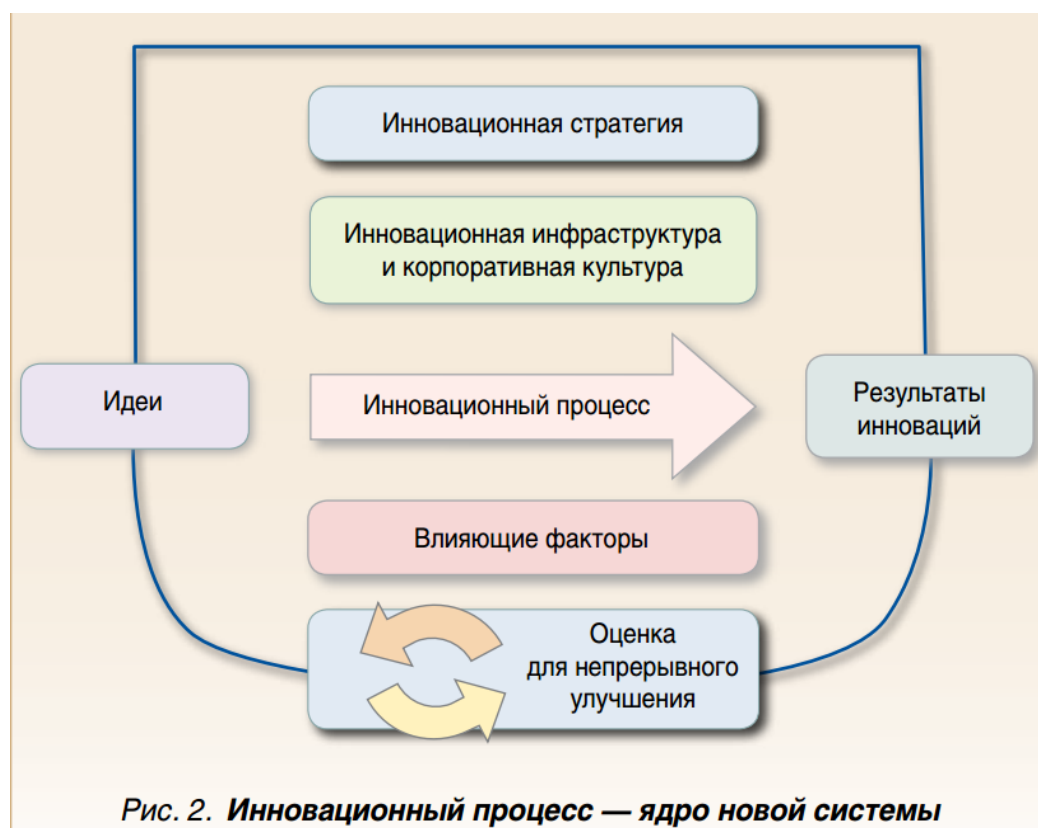 Инновационная стратегия
Инновационная инфраструктура
и корпоративная культура
Идеи
Инновационный процесс
Результаты
инноваций
Влияющие факторы
Оценка
для непрерывного
улучшения
Рис. 2. Инновационный процесс — ядро новой системы